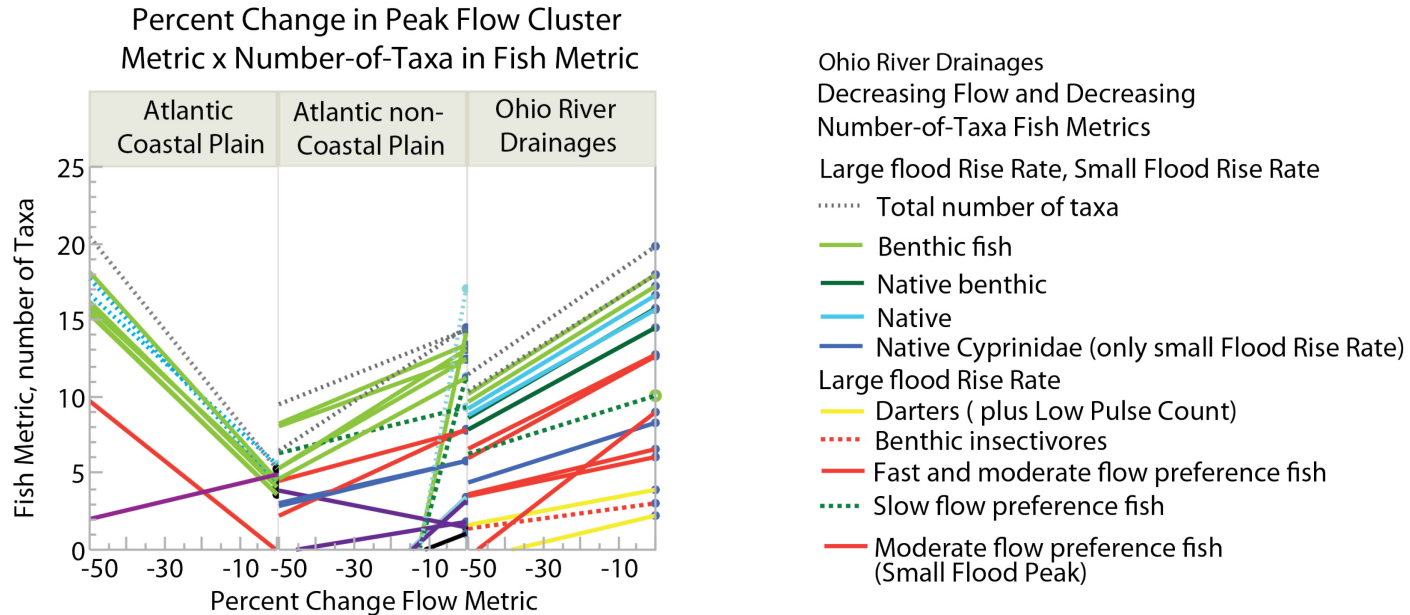 Percent Change in Peak Flow Cluster
Metric x Number-of-Taxa in Fish Metric
Atlantic
Coastal Plain
Atlantic non-
Coastal Plain
Ohio River
Drainages
Fish Metric, number of Taxa
25
20
15
10
5
0
-50 -30 -10 -50 -30 -10 -50 -30 -10
Percent Change Flow Metric
Ohio River Drainages
Decreasing Flow and Decreasing
Number-of-Taxa Fish Metrics
Large flood Rise Rate, Small Flood Rise Rate
Total number of taxa
Benthic fish
Native benthic
Native
Native Cyprinidae (only small Flood Rise Rate)
Large flood Rise Rate
Darters ( plus Low Pulse Count)
Benthic insectivores
Fast and moderate flow preference fish
Slow flow preference fish
Moderate flow preference fish
(Small Flood Peak)